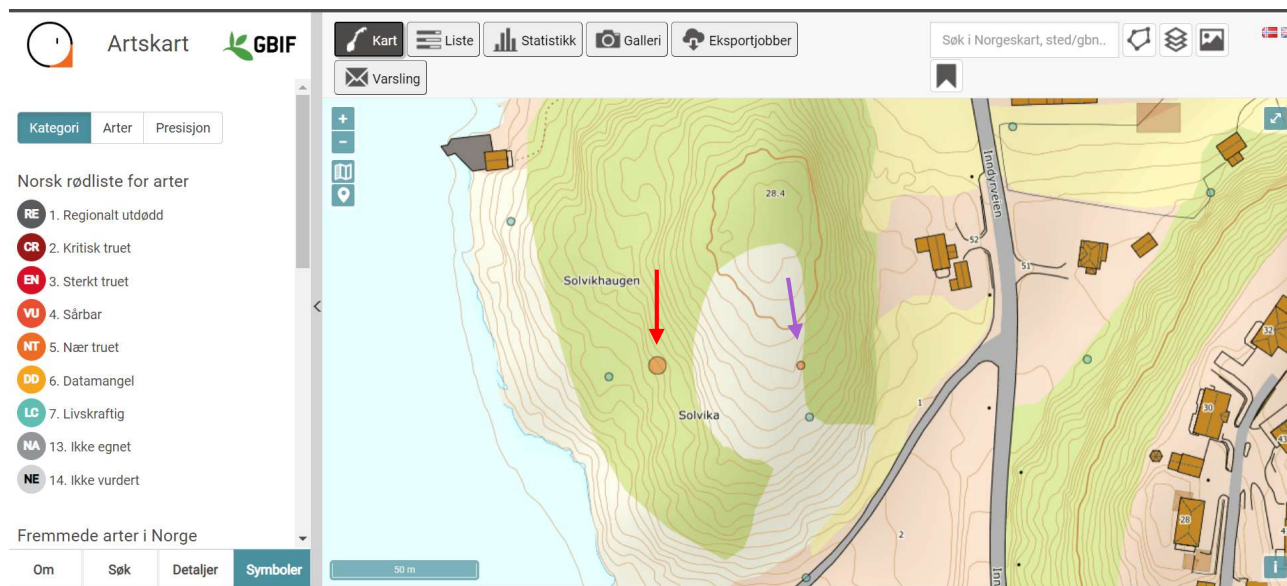 Artskart
GBIF
Kart
Liste
Statistikk
Galleri
Eksportjobber
Varsling
Søk i Norgeskart, sted/gbn..
Kategori
Arter
Presisjon
Norsk rødliste for arter
RE 1. Regionalt utdødd
CR 2. Kritisk truet
EN 3. Sterkt truet
VU 4. Sårbar
NT 5. Nær truet
DD 6. Datamangel
LC 7. Livskraftig
NA 13. Ikke egnet
NE 14. Ikke vurdert
Fremmede arter i Norge
Om
Søk
Detaljer
Symboler
+
−
28.4
Solvikhaugen
Solvika
Inndyrveien
52
51
32
30
28
43
1
2
50 m
i